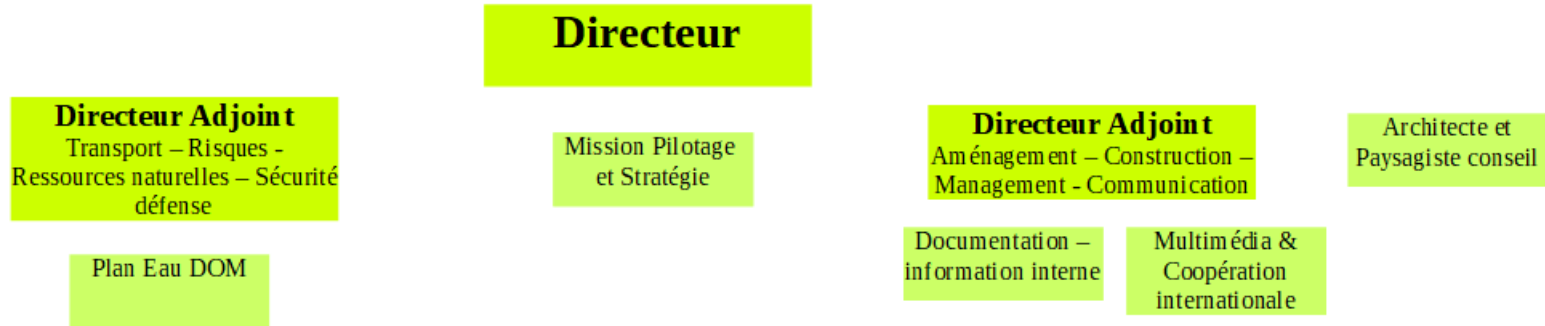 Directeur
Directeur Adjoint
Transport – Risques -
Ressources naturelles – Sécurité
défense
Mission Pilotage
et Stratégie
Directeur Adjoint
Aménagement – Construction –
Management - Communication
Architecte et
Paysagiste conseil
Plan Eau DOM
Documentation –
information interne
Multimédia &
Coopération
internationale